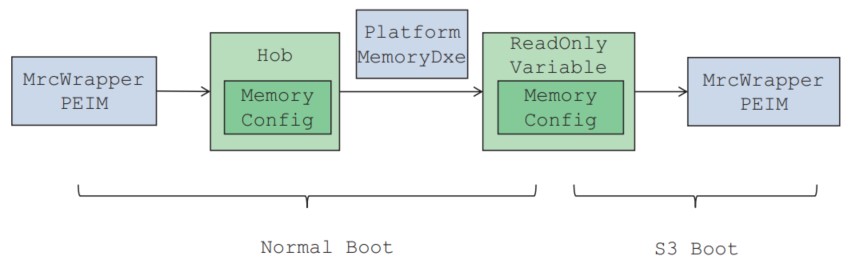 MrcWrapper
PEIM
Hob
Memory
Config
Platform
MemoryDxe
ReadOnly
Variable
Memory
Config
MrcWrapper
PEIM
Normal Boot
S3 Boot